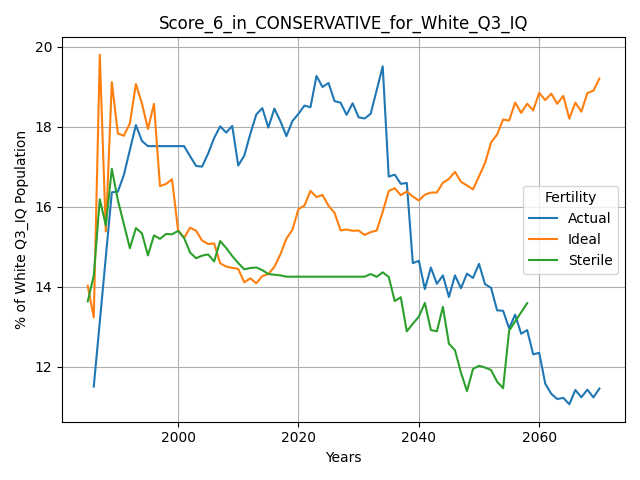 Score_6_in_CONSERVATIVE_for_White_Q3_IQ
% of White Q3_IQ Population
20
18
16
14
12
Fertility
Actual
Ideal
Sterile
2000
2020
2040
2060
Years